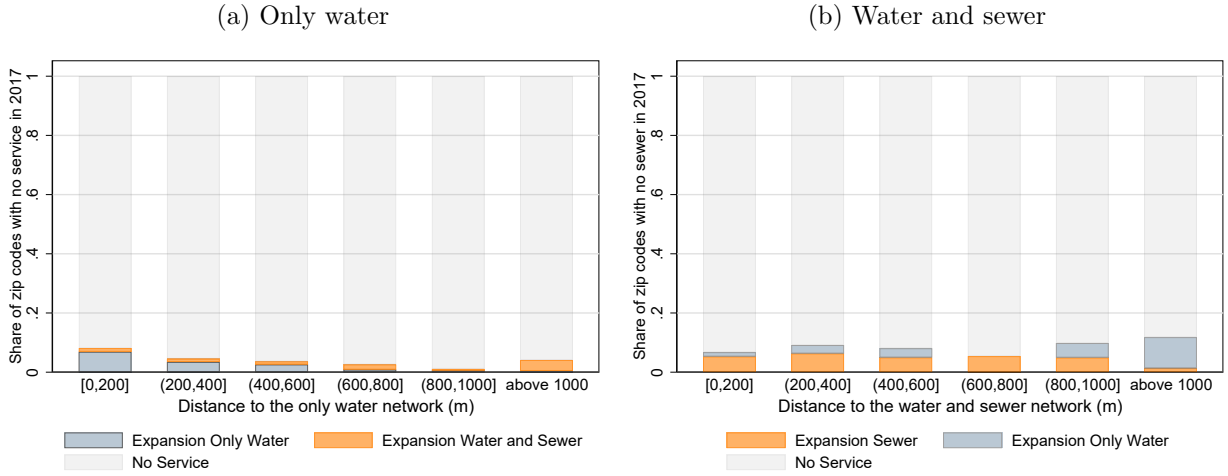 (a) Only water
Share of zip codes with no service in 2017
1
.8
.6
.4
.2
0
[0,200] (200,400] (400,600] (600,800] (800,1000] above 1000
Distance to the only water network (m)
Expansion Only Water Expansion Water and Sewer
No Service
(b) Water and sewer
Share of zip codes with no sewer in 2017
1
.8
.6
.4
.2
0
[0,200] (200,400] (400,600] (600,800] (800,1000] above 1000
Distance to the water and sewer network (m)
Expansion Sewer Expansion Only Water
No Service